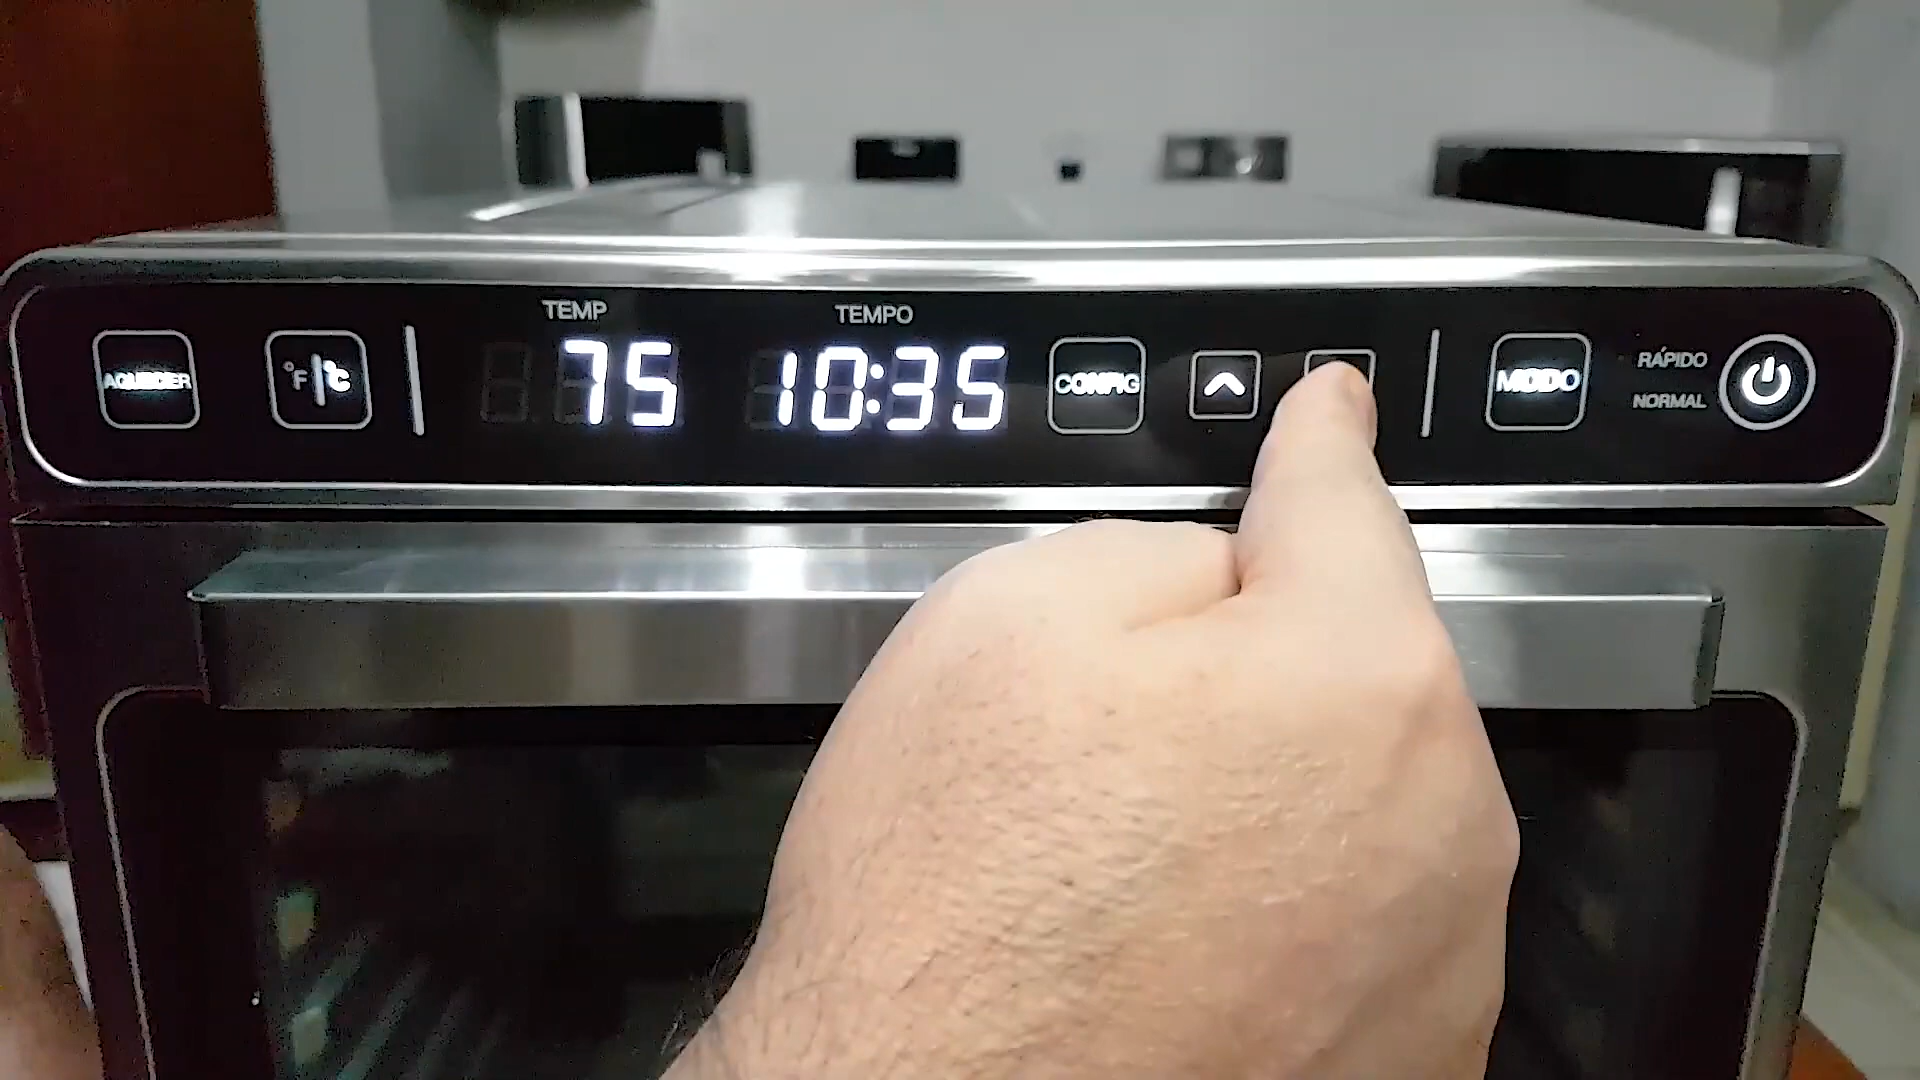 AQUECER
°F|°C
TEMP
75
TEMPO
10:35
CONFIG
MODO
RÁPIDO
NORMAL